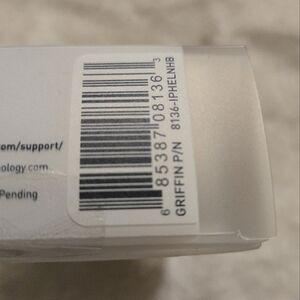 om/support/
ology.com
Pending
6 85387 08136 3
GRIFFIN P/N 8136-IPHELNHB